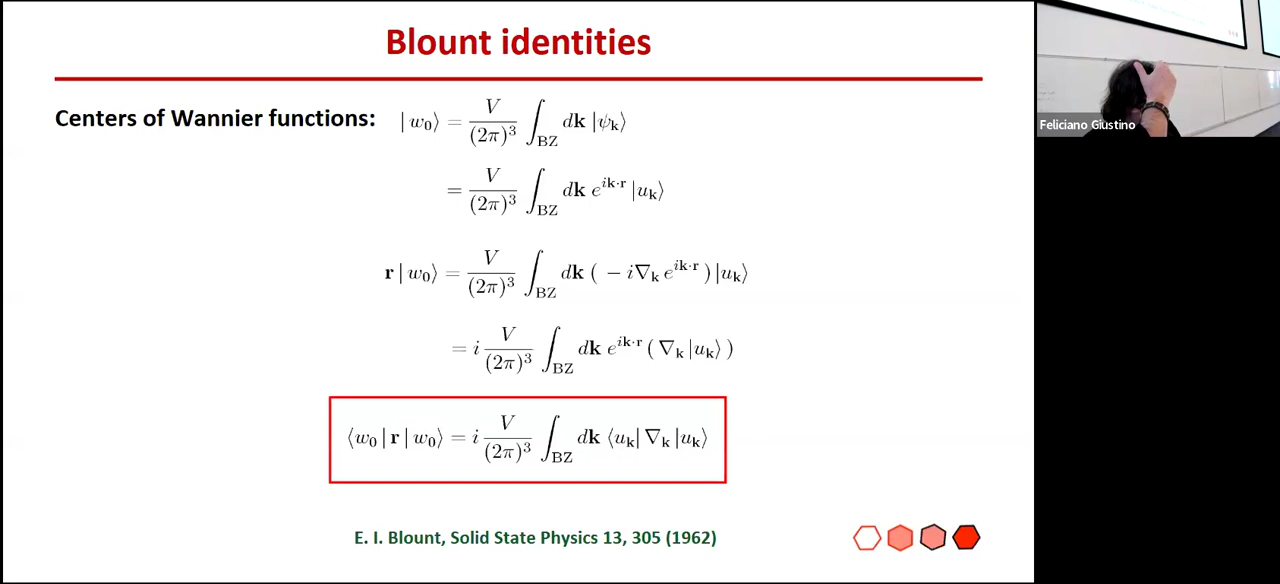 Blount identities
Centers of Wannier functions: | w₀⟩ = V/(2π)³ ∫_BZ dk |ψ_k⟩
= V/(2π)³ ∫_BZ dk e^{ik·r} |u_k⟩
r | w₀⟩ = V/(2π)³ ∫_BZ dk ( − i∇_k e^{ik·r} ) |u_k⟩
= i V/(2π)³ ∫_BZ dk e^{ik·r} ( ∇_k |u_k⟩ )
⟨w₀ | r | w₀⟩ = i V/(2π)³ ∫_BZ dk ⟨u_k| ∇_k |u_k⟩
E. I. Blount, Solid State Physics 13, 305 (1962)
Feliciano Giustino